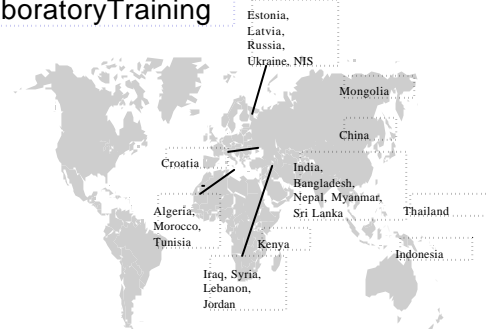 boratoryTraining
Estonia,
Latvia,
Russia,
Ukraine, NIS
Mongolia
China
Croatia
India,
Bangladesh,
Nepal, Myanmar,
Sri Lanka
Thailand
Algeria,
Morocco,
Tunisia
Kenya
Indonesia
Iraq, Syria,
Lebanon,
Jordan